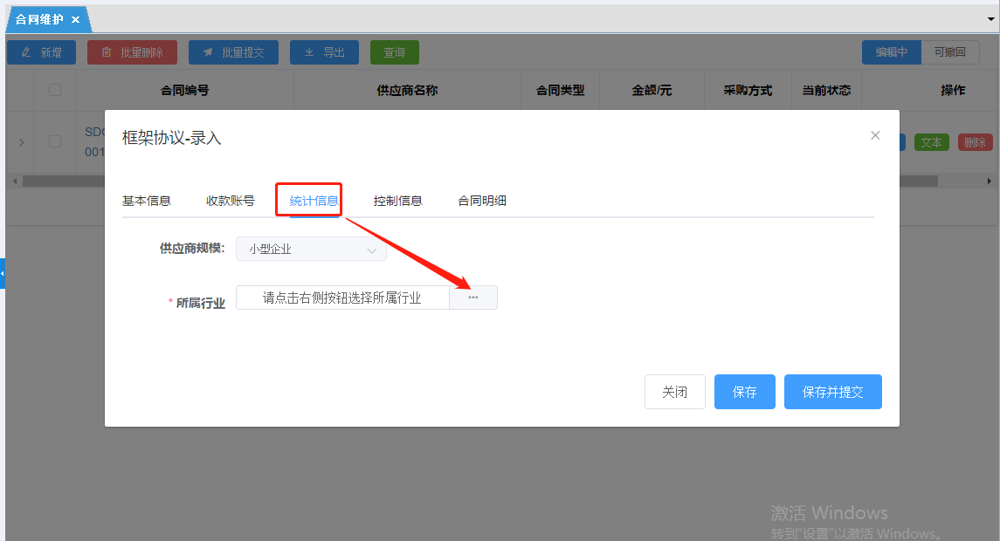 合同维护 ×
新增 批量删除 批量提交 导出 查询 编辑中 可撤回
合同编号 供应商名称 合同类型 金额/元 采购方式 当前状态 操作
框架协议-录入
SDC
001
文本 删除
基本信息 收款账号 统计信息 控制信息 合同明细
供应商规模: 小型企业
* 所属行业 请点击右侧按钮选择所属行业 ···
关闭 保存 保存并提交
激活 Windows
转到"设置"以激活 Windows。